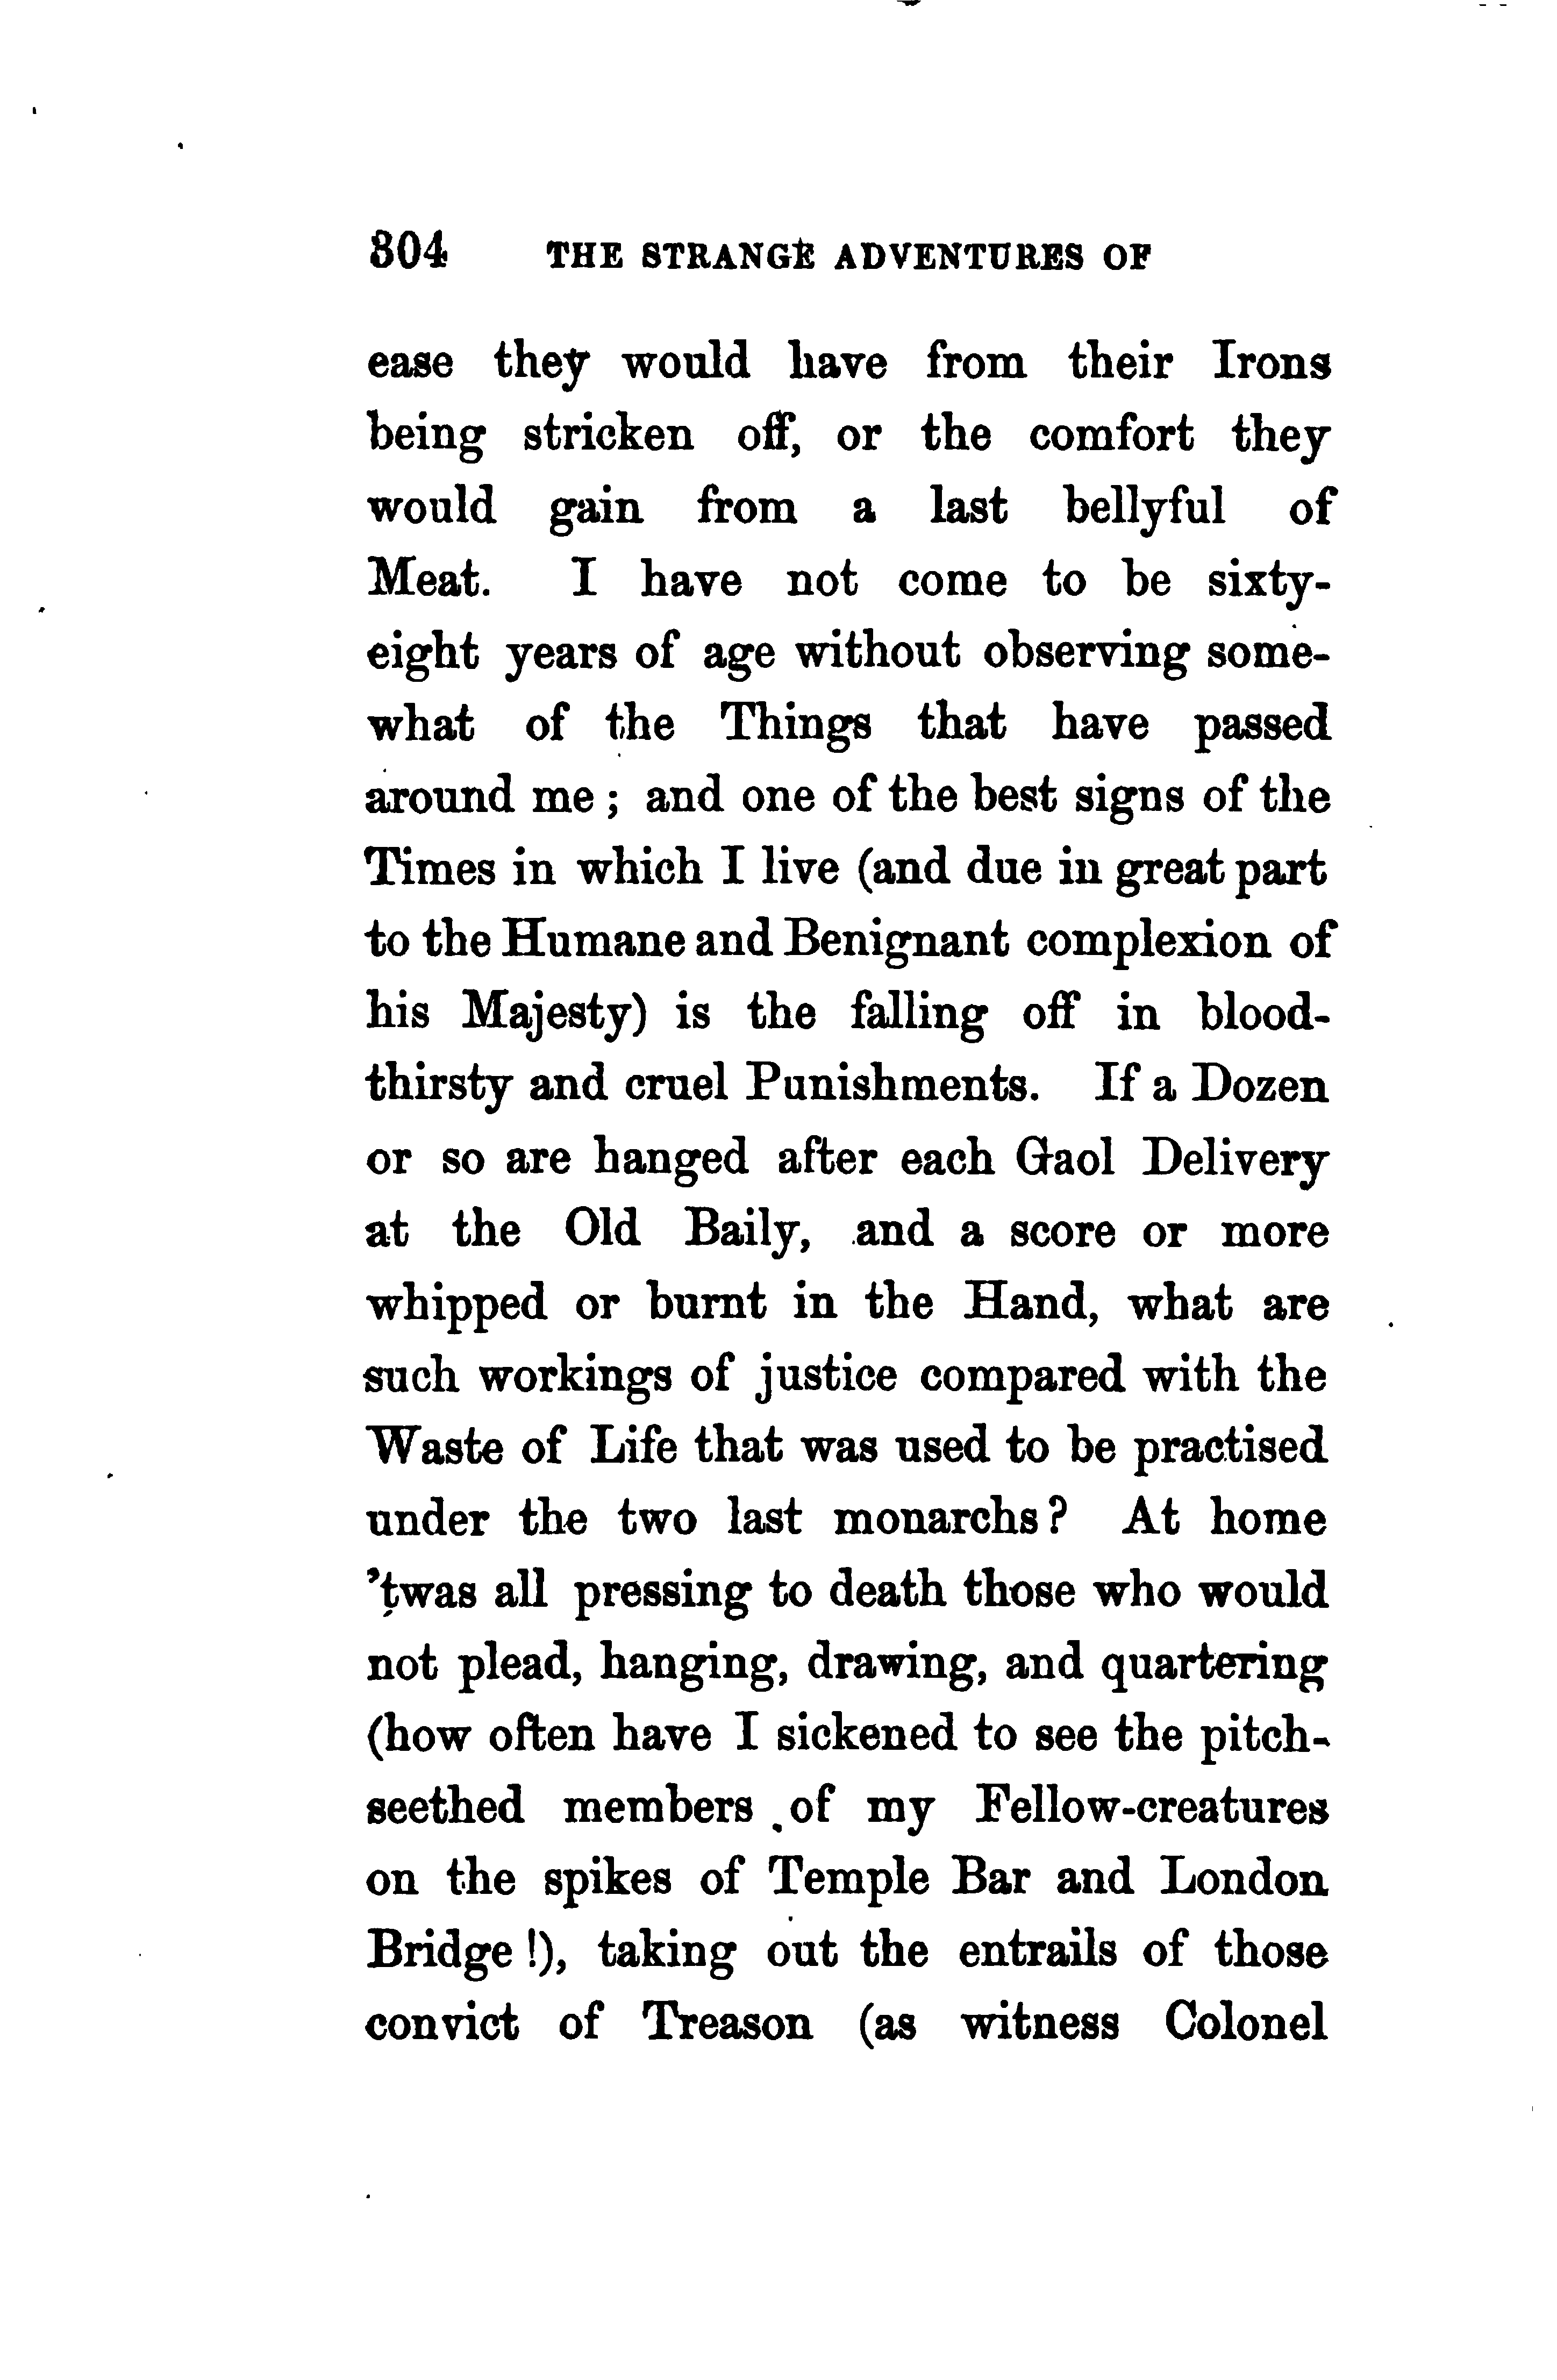 304 THE STRANGE ADVENTURES OF
ease they would have from their Irons
being stricken off, or the comfort they
would gain from a last bellyful of
Meat. I have not come to be sixty-
eight years of age without observing some-
what of the Things that have passed
around me ; and one of the best signs of the
Times in which I live (and due in great part
to the Humane and Benignant complexion of
his Majesty) is the falling off in blood-
thirsty and cruel Punishments. If a Dozen
or so are hanged after each Gaol Delivery
at the Old Baily, and a score or more
whipped or burnt in the Hand, what are
such workings of justice compared with the
Waste of Life that was used to be practised
under the two last monarchs? At home
’twas all pressing to death those who would
not plead, hanging, drawing, and quartering
(how often have I sickened to see the pitch-
seethed members of my Fellow-creatures
on the spikes of Temple Bar and London
Bridge !), taking out the entrails of those
convict of Treason (as witness Colonel